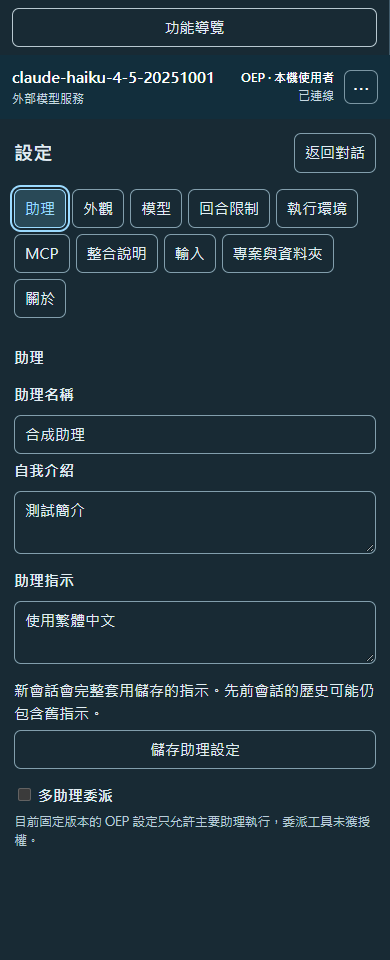 功能導覽
claude-haiku-4-5-20251001
OEP · 本機使用者
外部模型服務
已連線
...
設定
返回對話
助理
外觀
模型
回合限制
執行環境
MCP
整合說明
輸入
專案與資料夾
關於
助理
助理名稱
合成助理
自我介紹
測試簡介
助理指示
使用繁體中文
新會話會完整套用儲存的指示。先前會話的歷史可能仍
包含舊指示。
儲存助理設定
多助理委派
目前固定版本的 OEP 設定只允許主要助理執行，委派工具未獲授
權。